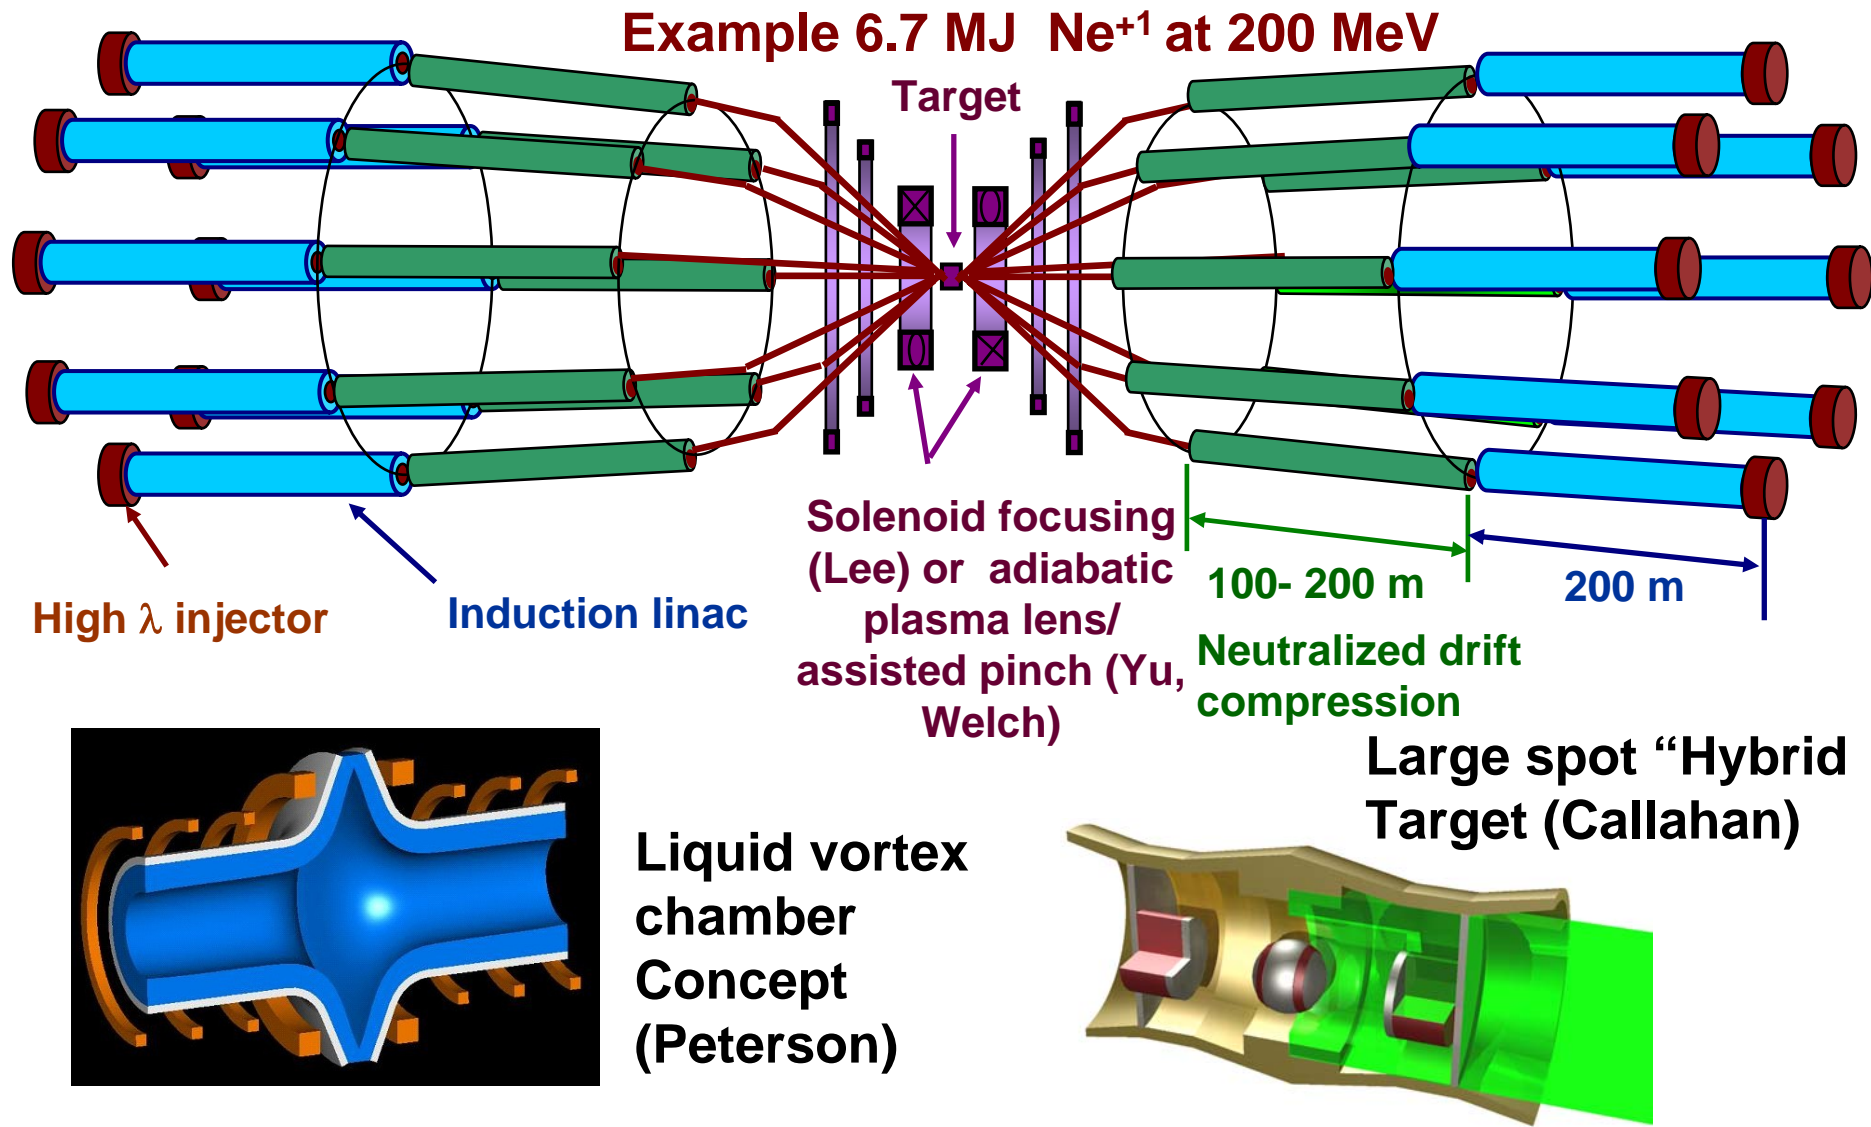 Example 6.7 MJ Ne+1 at 200 MeV
Target
Solenoid focusing
(Lee) or adiabatic
plasma lens/
assisted pinch (Yu,
Welch)
100- 200 m
200 m
High λ injector
Induction linac
Neutralized drift
compression
Large spot “Hybrid
Target (Callahan)
Liquid vortex
chamber
Concept
(Peterson)